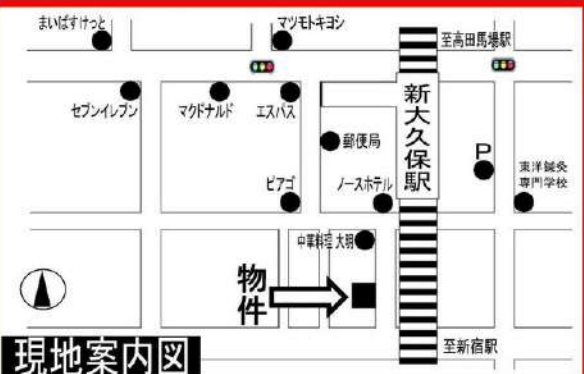 まいばすけっと
マツモトキヨシ
至高田馬場駅
セブンイレブン
マクドナルド
エスパス
新大久保駅
郵便局
P
東洋鍼灸
専門学校
ピアゴ
ノースホテル
中華料理 大明
物件
至新宿駅
現地案内図